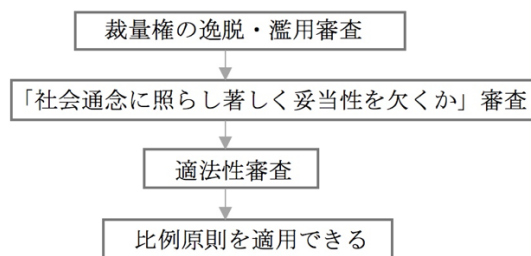 裁量権の逸脱・濫用審査
「社会通念に照らし著しく妥当性を欠くか」審査
適法性審査
比例原則を適用できる